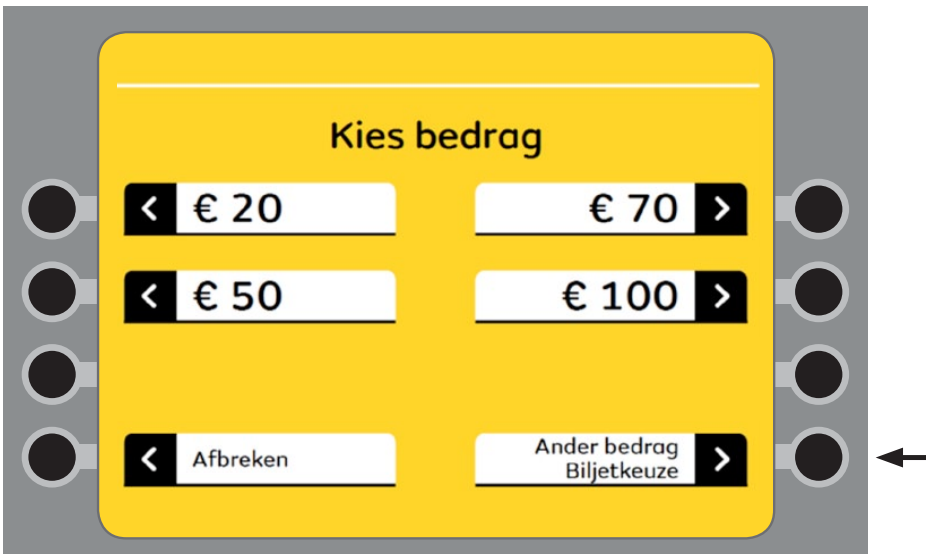 Kies bedrag
€ 20
€ 70
€ 50
€ 100
Afbreken
Ander bedrag
Biljetkeuze